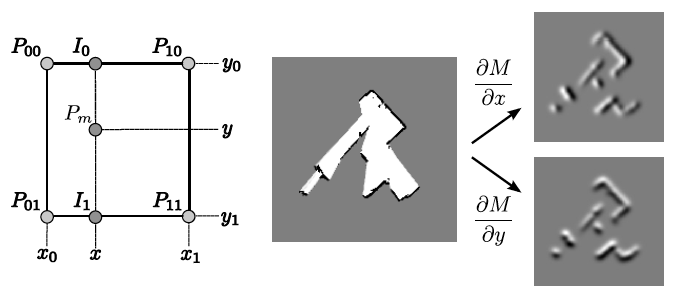 P₀₀ I₀ P₁₀
y₀
Pₘ
y
P₀₁ I₁ P₁₁
y₁
x₀ x x₁
∂M
∂x
∂M
∂y